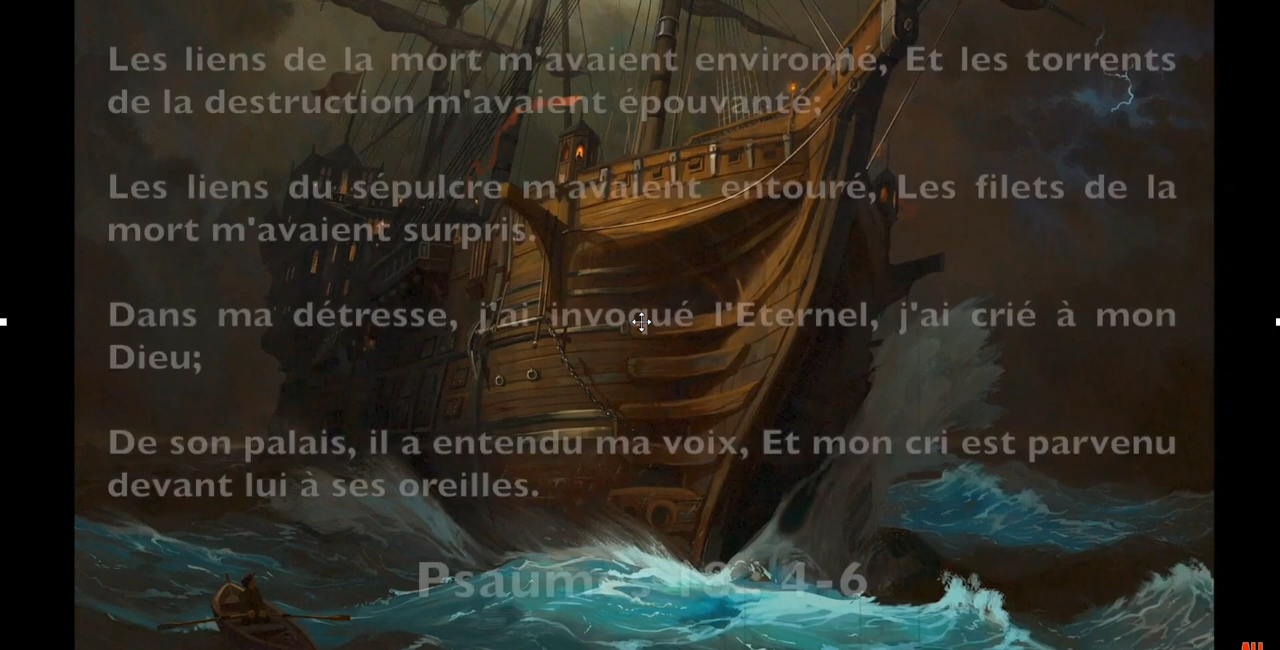 Les liens de la mort m'avaient environné, Et les torrents
de la destruction m'avaient épouvanté;
Les liens du sépulcre m'avaient entouré, Les filets de la
mort m'avaient surpris.
Dans ma détresse, j'ai invoqué l'Eternel, j'ai crié à mon
Dieu;
De son palais, il a entendu ma voix, Et mon cri est parvenu
devant lui à ses oreilles.
Psaumes 18: 4-6